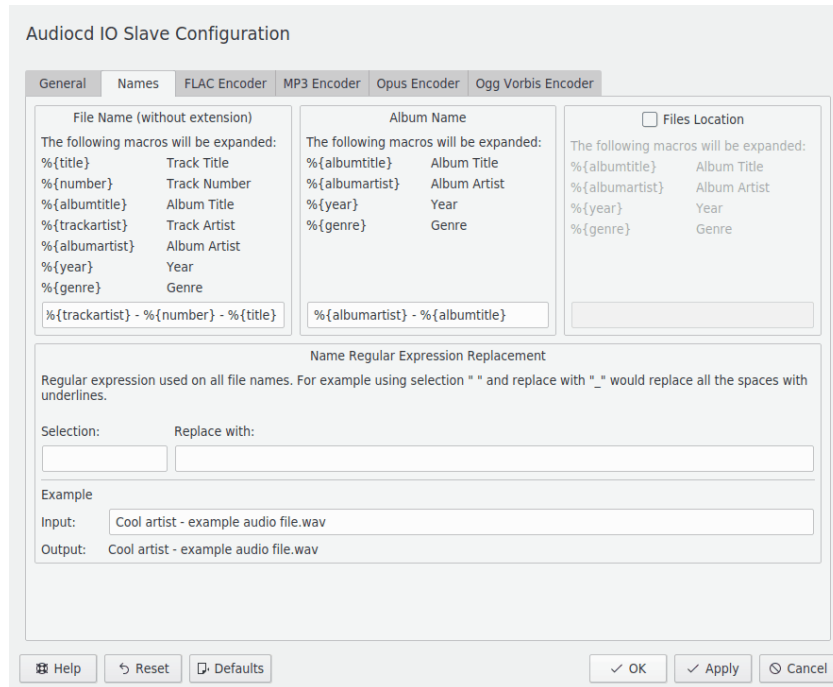 Audiocd IO Slave Configuration
General Names FLAC Encoder MP3 Encoder Opus Encoder Ogg Vorbis Encoder
File Name (without extension)
The following macros will be expanded:
%{title} Track Title
%{number} Track Number
%{albumtitle} Album Title
%{trackartist} Track Artist
%{albumartist} Album Artist
%{year} Year
%{genre} Genre
%{trackartist} - %{number} - %{title}
Album Name
The following macros will be expanded:
%{albumtitle} Album Title
%{albumartist} Album Artist
%{year} Year
%{genre} Genre
%{albumartist} - %{albumtitle}
Files Location
The following macros will be expanded:
%{albumtitle} Album Title
%{albumartist} Album Artist
%{year} Year
%{genre} Genre
Name Regular Expression Replacement
Regular expression used on all file names. For example using selection " " and replace with "_" would replace all the spaces with
underlines.
Selection: Replace with:
Example
Input: Cool artist - example audio file.wav
Output: Cool artist - example audio file.wav
Help Reset Defaults OK Apply Cancel